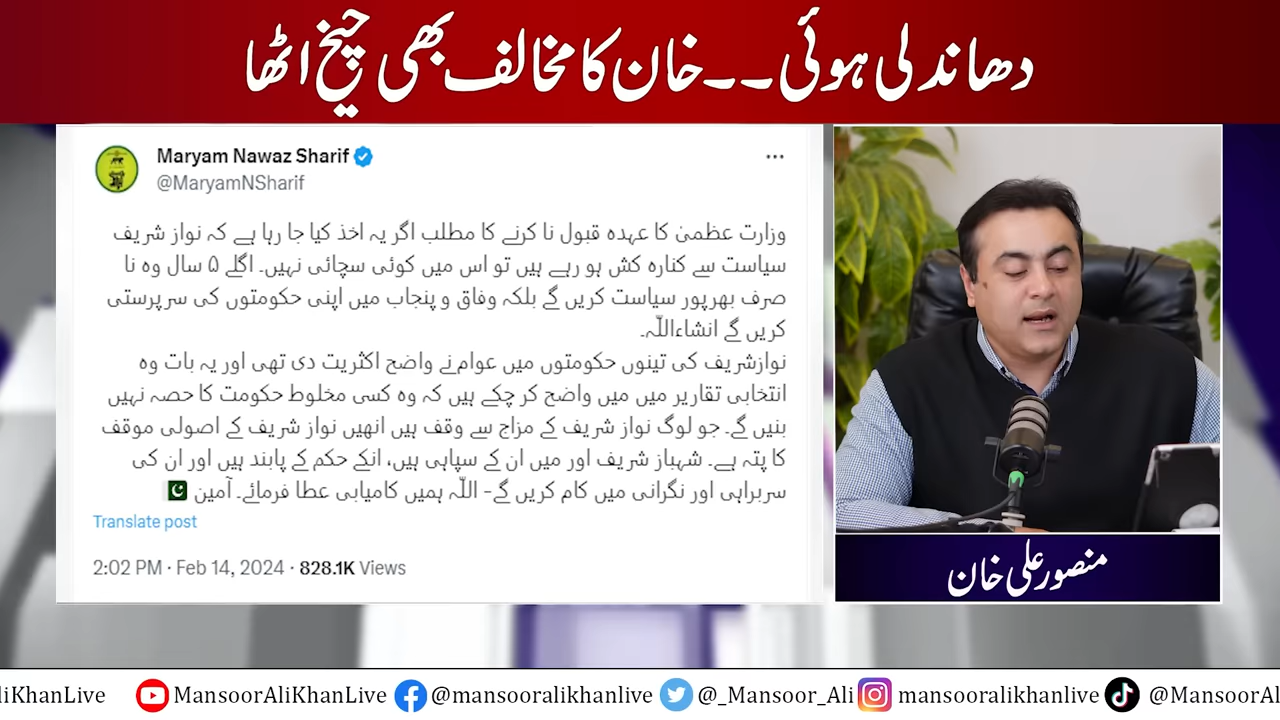 دھاندلی ہوئی ۔۔ خان کا مخالف بھی چیخ اٹھا
Maryam Nawaz Sharif
@MaryamNSharif
وزارت عظمیٰ کا عہدہ قبول نا کرنے کا مطلب اگر یہ اخذ کیا جا رہا ہے کہ نواز شریف
سیاست سے کنارہ کش ہو رہے ہیں تو اس میں کوئی سچائی نہیں۔ اگلے ۵ سال وہ نا
صرف بھرپور سیاست کریں گے بلکہ وفاق و پنجاب میں اپنی حکومتوں کی سرپرستی
کریں گے انشاءاللّہ۔
نوازشریف کی تینوں حکومتوں میں عوام نے واضح اکثریت دی تھی اور یہ بات وہ
انتخابی تقاریر میں میں واضح کر چکے ہیں کہ وہ کسی مخلوط حکومت کا حصہ نہیں
بنیں گے۔ جو لوگ نواز شریف کے مزاج سے وقف ہیں انھیں نواز شریف کے اصولی موقف
کا پتہ ہے۔ شہباز شریف اور میں ان کے سپاہی ہیں، انکے حکم کے پابند ہیں اور ان کی
سربراہی اور نگرانی میں کام کریں گے- اللّہ ہمیں کامیابی عطا فرمائے۔ آمین 🇵🇰
Translate post
2:02 PM · Feb 14, 2024 · 828.1K Views
منصور علی خان
liKhanLive MansoorAliKhanLive @mansooralikhanlive @_Mansoor_Ali mansooralikhanlive @MansoorAl